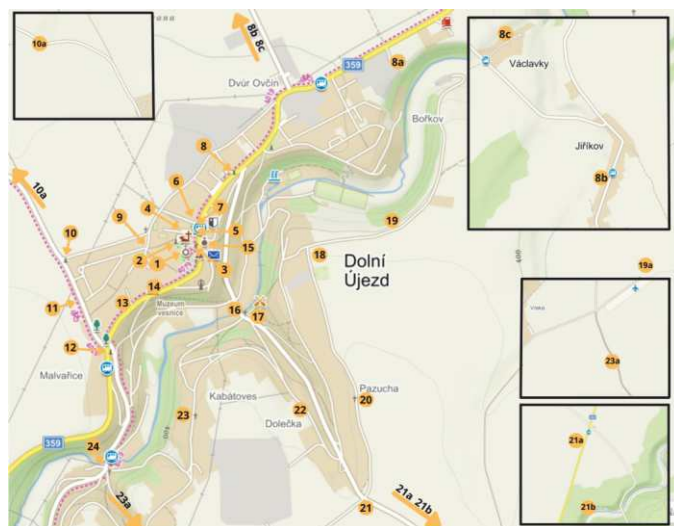 10a
8b
8c
359
8a
Dvůr Ovčín
Bořkov
8c
Václavky
Jiříkov
8b
8
6
7
10a
4
9
5
10
2
1
15
3
19
18
Dolní
Újezd
14
13
11
Muzeum
vesnice
16
17
12
Malvařice
19a
23a
Kabátoves
23
22
Dolečka
Pazucha
20
24
359
23a
21
21a 21b
21a
21b